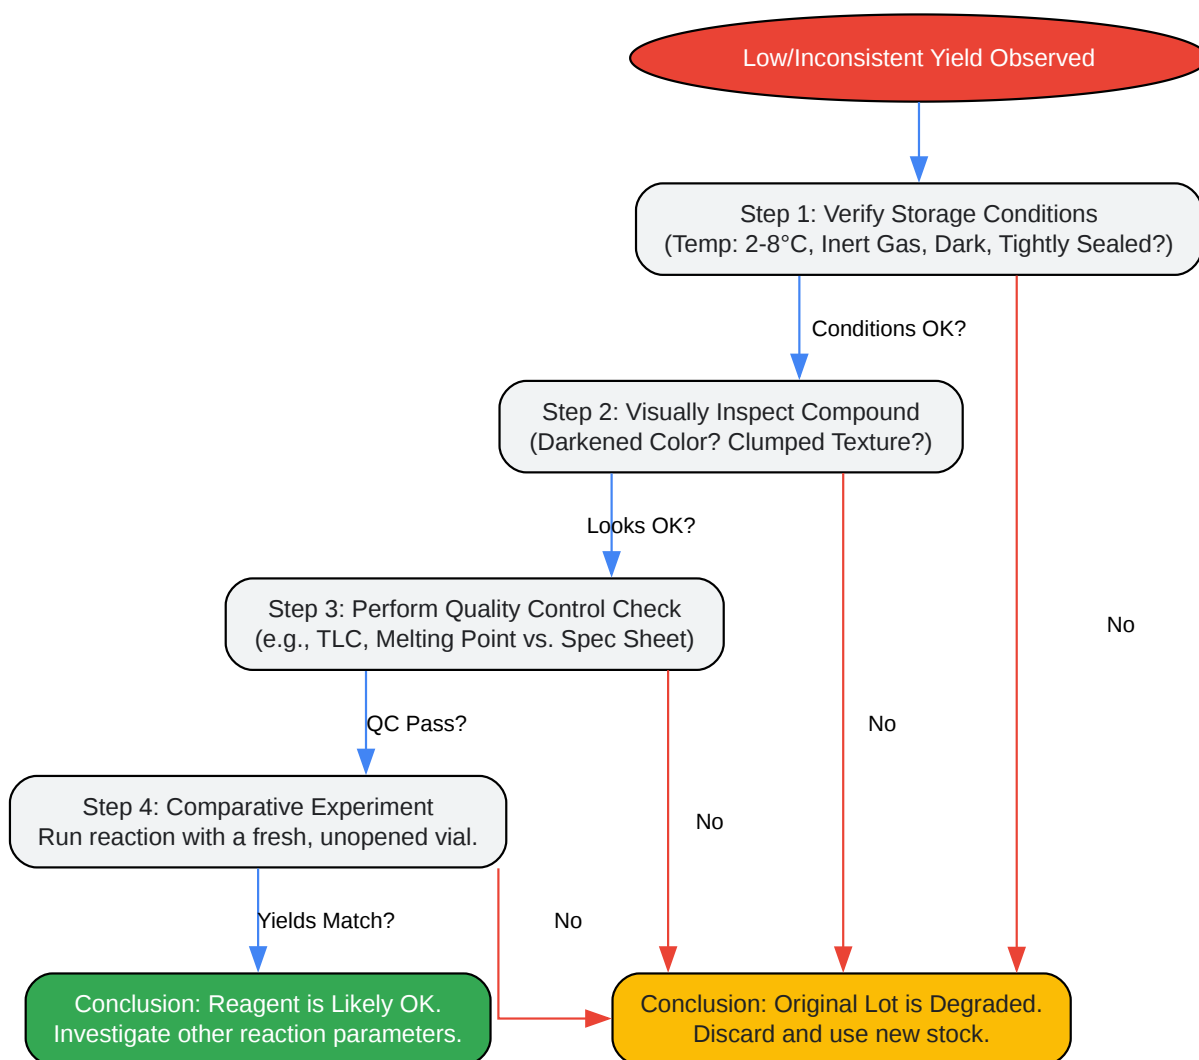 Low/Inconsistent Yield Observed
Step 1: Verify Storage Conditions
(Temp: 2-8°C, Inert Gas, Dark, Tightly Sealed?)
Conditions OK?
Step 2: Visually Inspect Compound
(Darkened Color? Clumped Texture?)
Looks OK?
Step 3: Perform Quality Control Check
(e.g., TLC, Melting Point vs. Spec Sheet)
No
QC Pass?
No
Step 4: Comparative Experiment
Run reaction with a fresh, unopened vial.
No
Yields Match?
No
Conclusion: Reagent is Likely OK.
Investigate other reaction parameters.
Conclusion: Original Lot is Degraded.
Discard and use new stock.